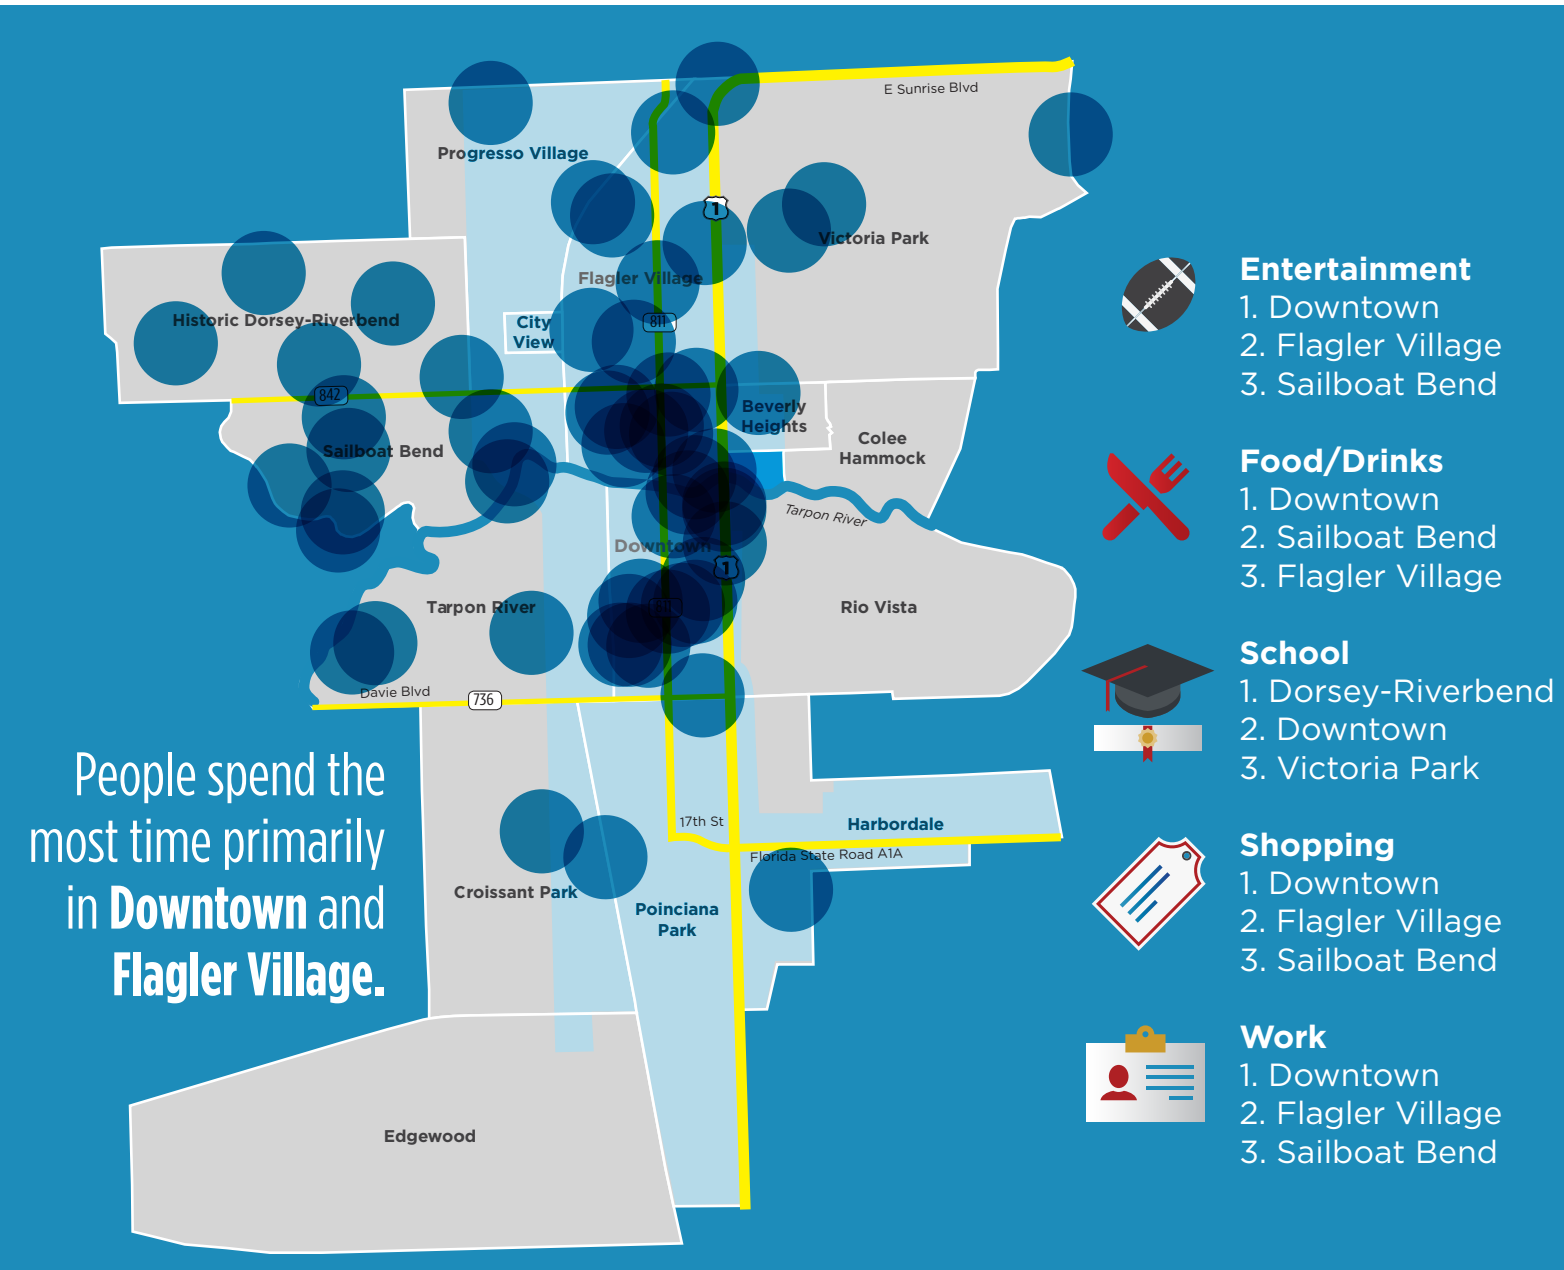 E Sunrise Blvd
Progresso Village
1
Victoria Park
Flagler Village
Historic Dorsey-Riverbend
City
View
811
842
Beverly
Heights
Colee
Hammock
Sailboat Bend
Tarpon River
Downtown
1
Tarpon River
811
Rio Vista
Davie Blvd
736
17th St
Harbordale
Florida State Road A1A
Croissant Park
Poinciana
Park
Edgewood
People spend the
most time primarily
in Downtown and
Flagler Village.
Entertainment
1. Downtown
2. Flagler Village
3. Sailboat Bend
Food/Drinks
1. Downtown
2. Sailboat Bend
3. Flagler Village
School
1. Dorsey-Riverbend
2. Downtown
3. Victoria Park
Shopping
1. Downtown
2. Flagler Village
3. Sailboat Bend
Work
1. Downtown
2. Flagler Village
3. Sailboat Bend